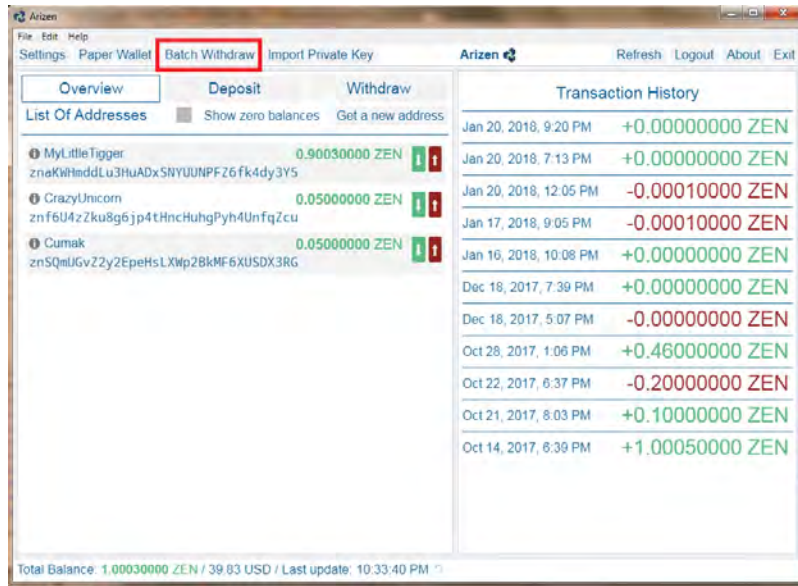 Arizen
File Edit Help
Settings Paper Wallet Batch Withdraw Import Private Key Arizen Refresh Logout About Exit
Overview Deposit Withdraw
List Of Addresses Show zero balances Get a new address
MyLittleTigger 0.90030000 ZEN
znaKWHmddLu3HuADxSNYUUNPFZ6fk4dy3Y5
CrazyUnicorn 0.05000000 ZEN
znf6U4zZku8g6jp4tHncHuhgPyh4UnfqZcu
Cumak 0.05000000 ZEN
znSQmUGvZ2y2EpeHsLXWp2BkMF6XUSDX3RG
Transaction History
Jan 20, 2018, 9:20 PM +0.00000000 ZEN
Jan 20, 2018, 7:13 PM +0.00000000 ZEN
Jan 20, 2018, 12:05 PM -0.00010000 ZEN
Jan 17, 2018, 9:05 PM -0.00010000 ZEN
Jan 16, 2018, 10:08 PM +0.00000000 ZEN
Dec 18, 2017, 7:39 PM +0.00000000 ZEN
Dec 18, 2017, 5:07 PM -0.00000000 ZEN
Oct 28, 2017, 1:06 PM +0.46000000 ZEN
Oct 22, 2017, 6:37 PM -0.20000000 ZEN
Oct 21, 2017, 8:03 PM +0.10000000 ZEN
Oct 14, 2017, 6:39 PM +1.00050000 ZEN
Total Balance: 1.00030000 ZEN / 39.83 USD / Last update: 10:33:40 PM